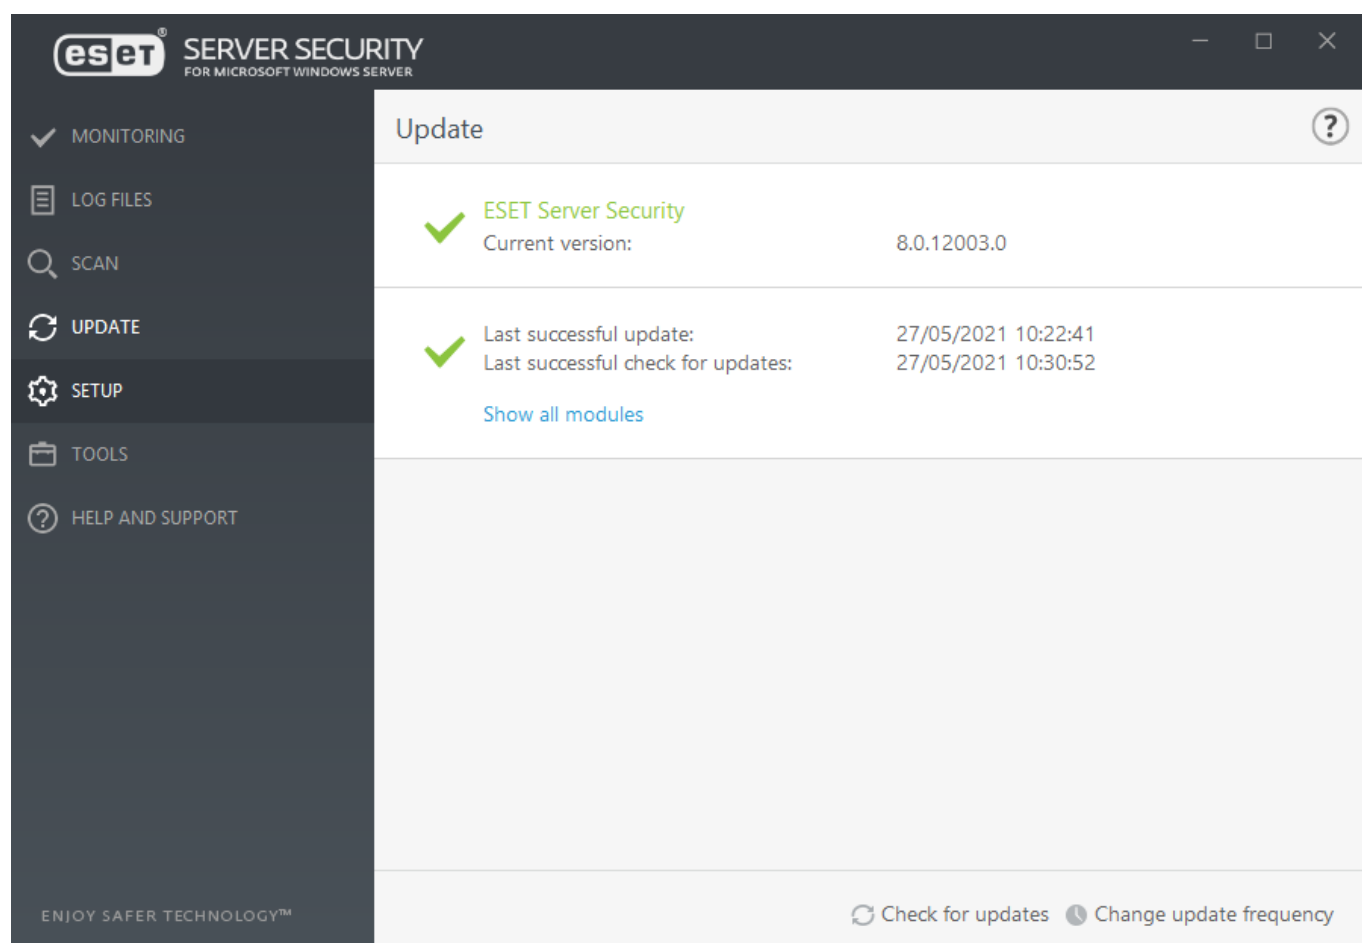 eset® SERVER SECURITY
FOR MICROSOFT WINDOWS SERVER
MONITORING
LOG FILES
SCAN
UPDATE
SETUP
TOOLS
HELP AND SUPPORT
ENJOY SAFER TECHNOLOGY™
Update ?
ESET Server Security
Current version: 8.0.12003.0
Last successful update: 27/05/2021 10:22:41
Last successful check for updates: 27/05/2021 10:30:52
Show all modules
Check for updates Change update frequency